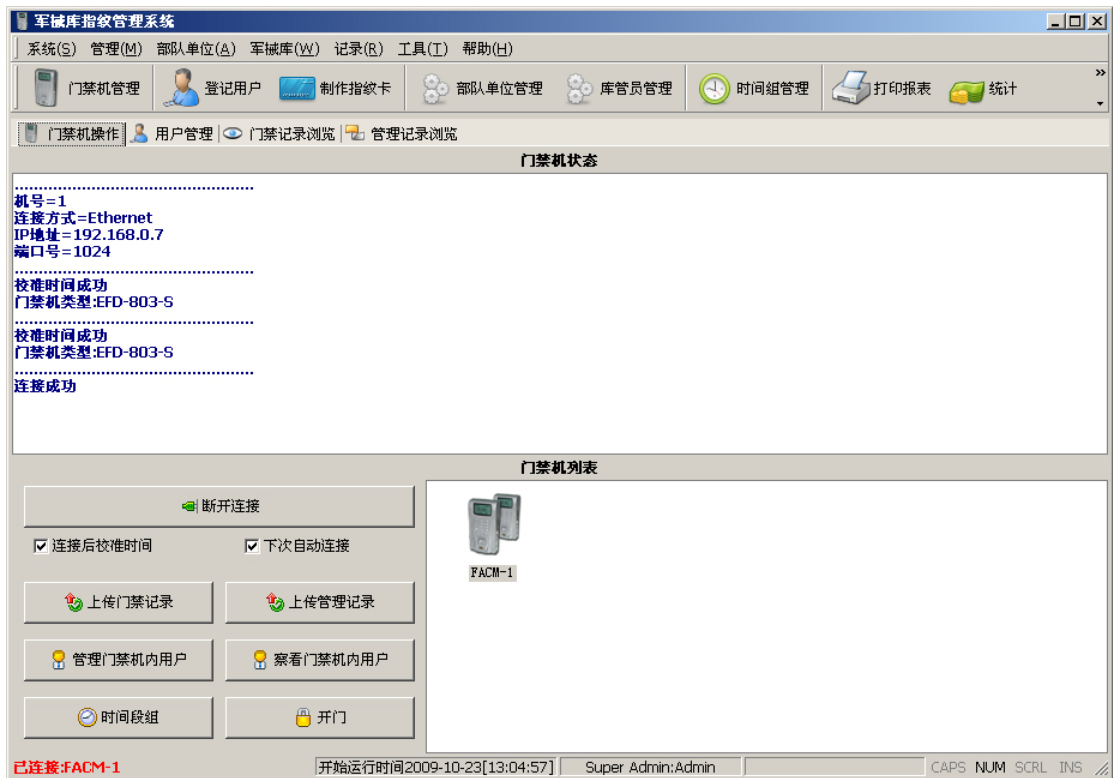 军械库指纹管理系统
系统(S) 管理(M) 部队单位(A) 军械库(W) 记录(R) 工具(T) 帮助(H)
门禁机管理 登记用户 制作指纹卡 部队单位管理 库管员管理 时间组管理 打印报表 统计 »
门禁机操作 用户管理 门禁记录浏览 管理记录浏览
门禁机状态
................................................
机号=1
连接方式=Ethernet
IP地址=192.168.0.7
端口号=1024
................................................
校准时间成功
门禁机类型:EFD-803-S
................................................
校准时间成功
门禁机类型:EFD-803-S
................................................
连接成功
门禁机列表
断开连接
连接后校准时间 下次自动连接
FACM-1
上传门禁记录 上传管理记录
管理门禁机内用户 察看门禁机内用户
时间段组 开门
已连接:FACM-1 开始运行时间2009-10-23[13:04:57] Super Admin:Admin CAPS NUM SCRL INS